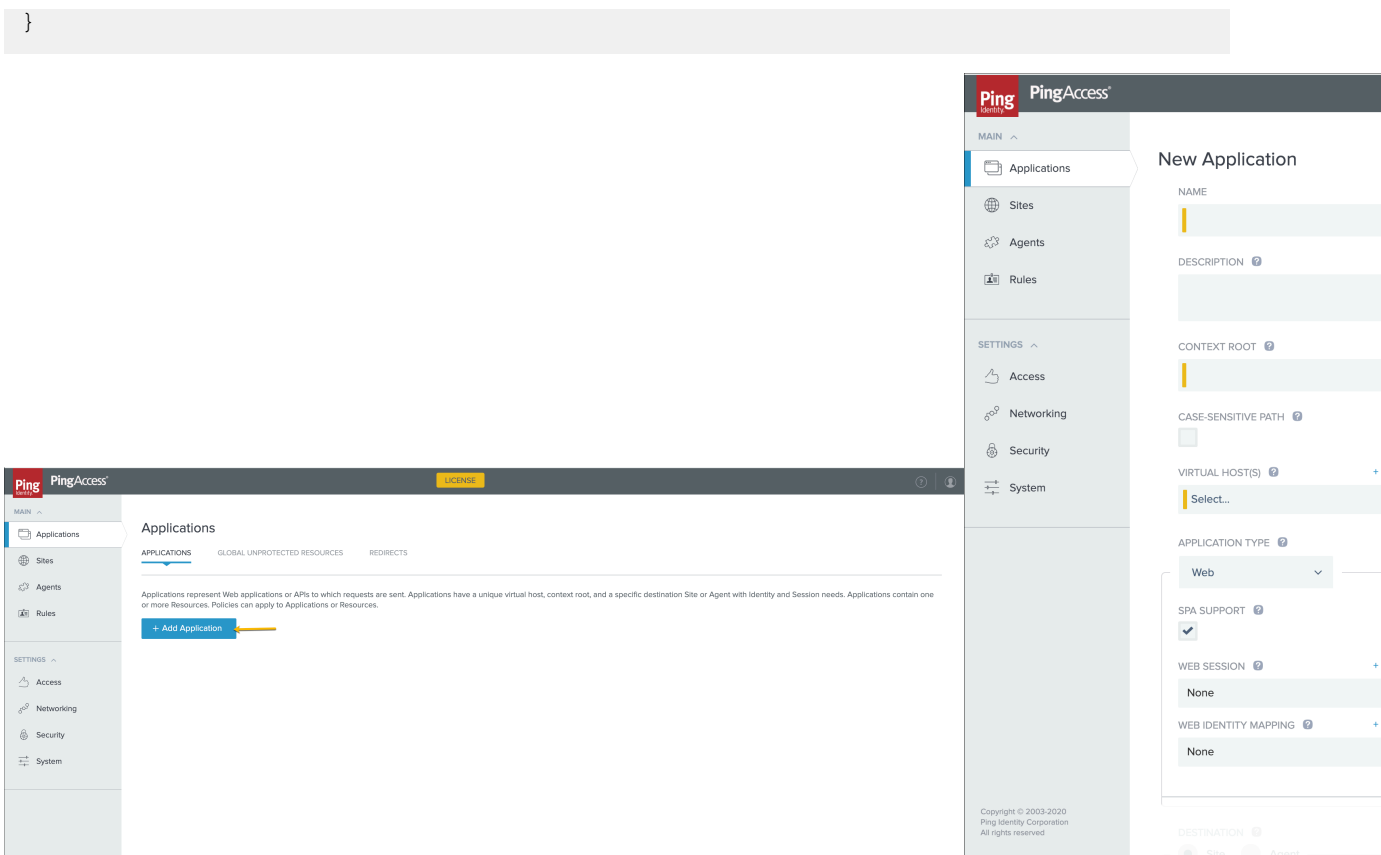 }
Ping
Identity.
PingAccess®
LICENSE
MAIN
Applications
Sites
Agents
Rules
SETTINGS
Access
Networking
Security
System
Applications
APPLICATIONS
GLOBAL UNPROTECTED RESOURCES
REDIRECTS
Applications represent Web applications or APIs to which requests are sent. Applications have a unique virtual host, context root, and a specific destination Site or Agent with Identity and Session needs. Applications contain one
or more Resources. Policies can apply to Applications or Resources.
+ Add Application
Ping
Identity.
PingAccess®
MAIN
Applications
Sites
Agents
Rules
SETTINGS
Access
Networking
Security
System
Copyright © 2003-2020
Ping Identity Corporation
All rights reserved
New Application
NAME
DESCRIPTION ?
CONTEXT ROOT ?
CASE-SENSITIVE PATH ?
VIRTUAL HOST(S) ? +
Select...
APPLICATION TYPE ?
Web
SPA SUPPORT ?
WEB SESSION ? +
None
WEB IDENTITY MAPPING ? +
None
DESTINATION ?
Site Agent